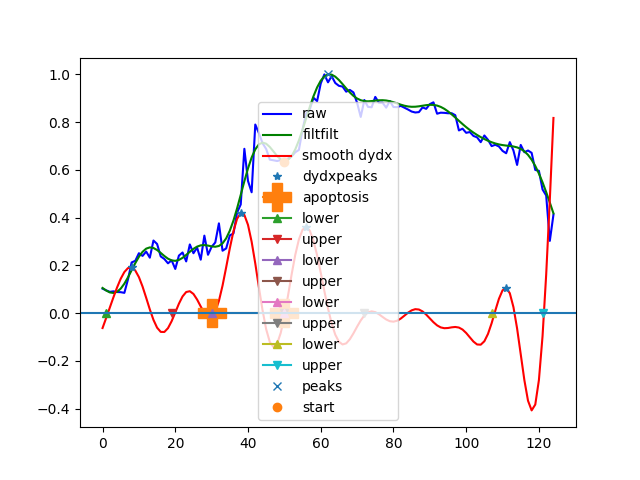 1.0
0.8
0.6
0.4
0.2
0.0
−0.2
−0.4
raw
filtfilt
smooth dydx
dydxpeaks
apoptosis
lower
upper
lower
upper
lower
upper
lower
upper
peaks
start
0
20
40
60
80
100
120